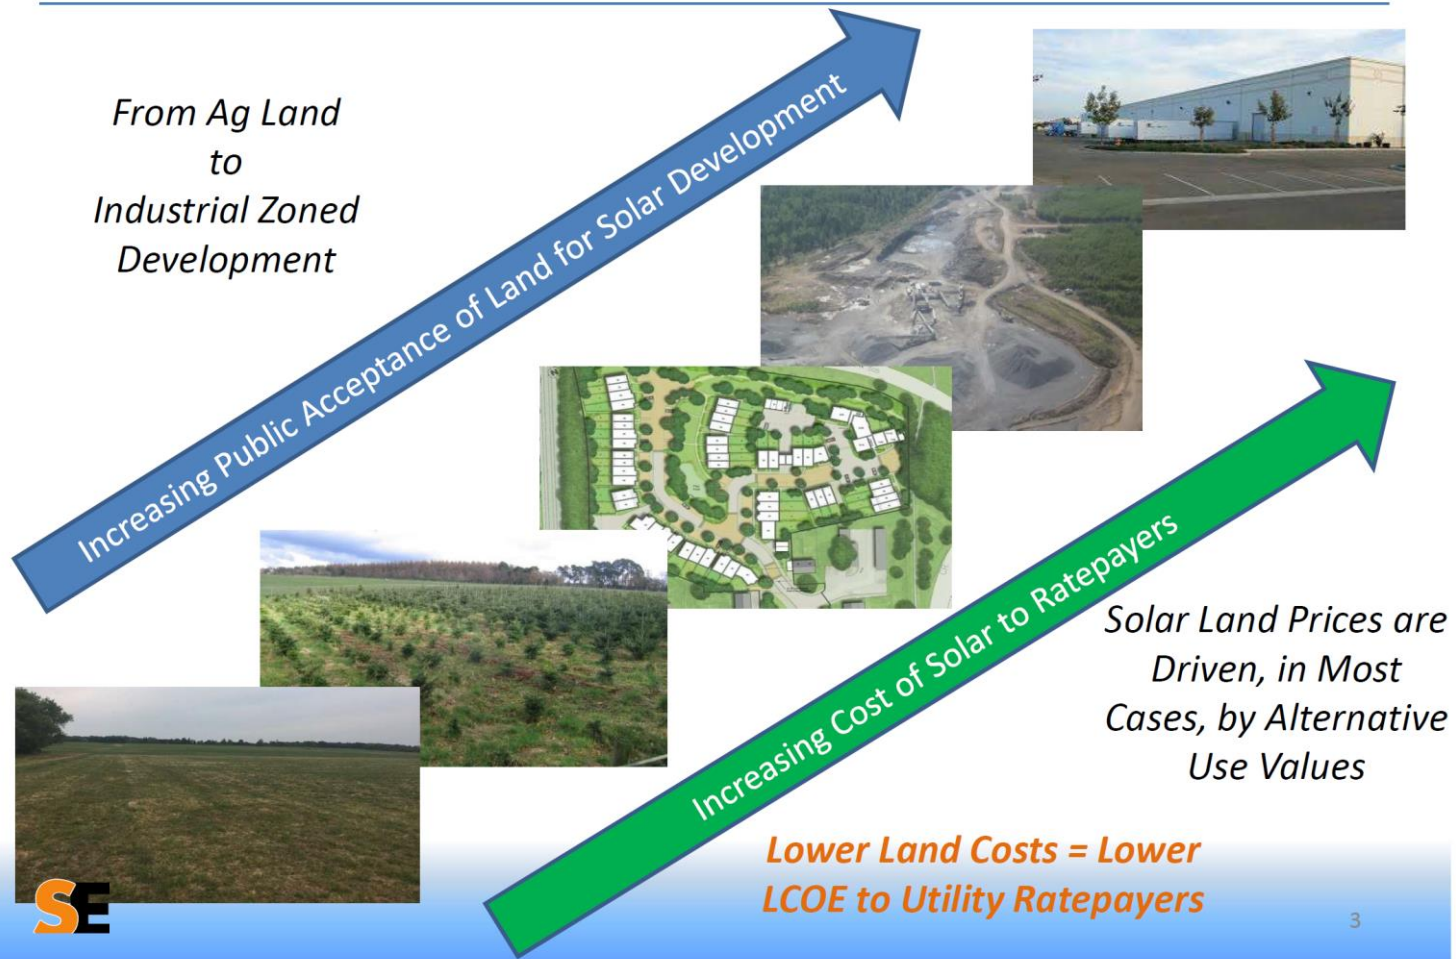 From Ag Land
to
Industrial Zoned
Development
Increasing Public Acceptance of Land for Solar Development
Increasing Cost of Solar to Ratepayers
Solar Land Prices are
Driven, in Most
Cases, by Alternative
Use Values
Lower Land Costs = Lower
LCOE to Utility Ratepayers
SE
3